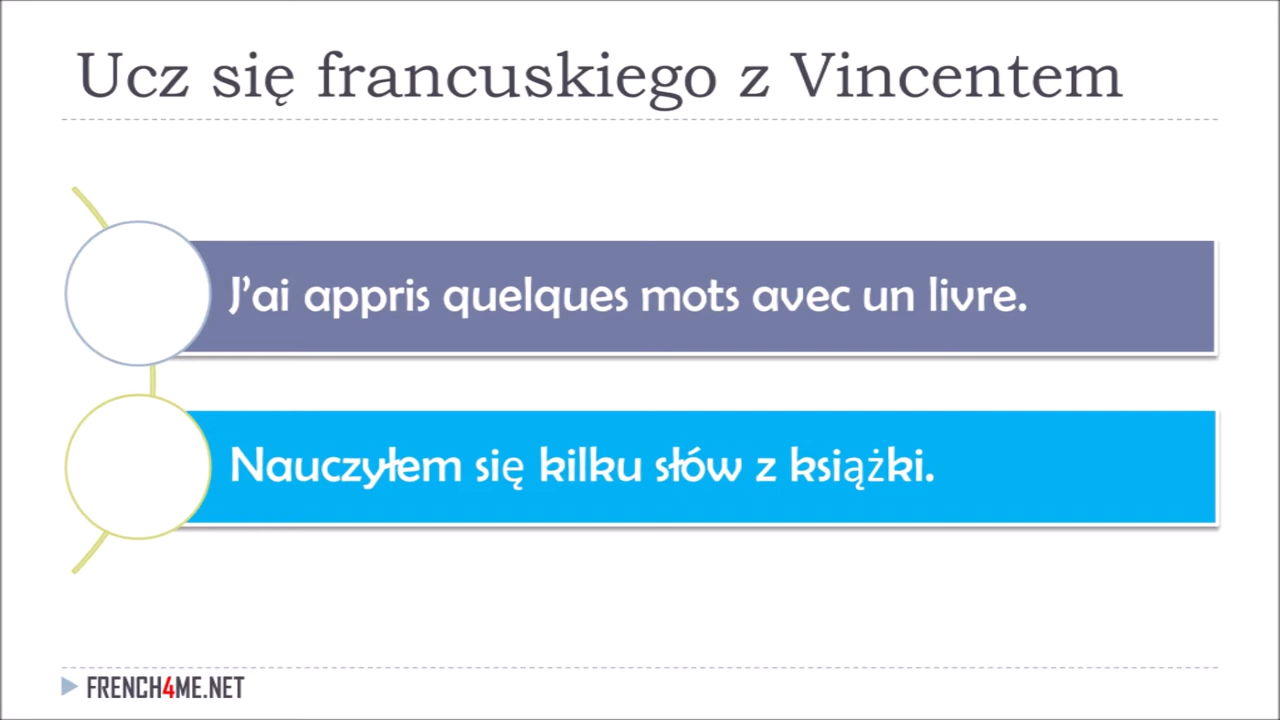 Ucz się francuskiego z Vincentem
J’ai appris quelques mots avec un livre.
Nauczyłem się kilku słów z książki.
FRENCH4ME.NET